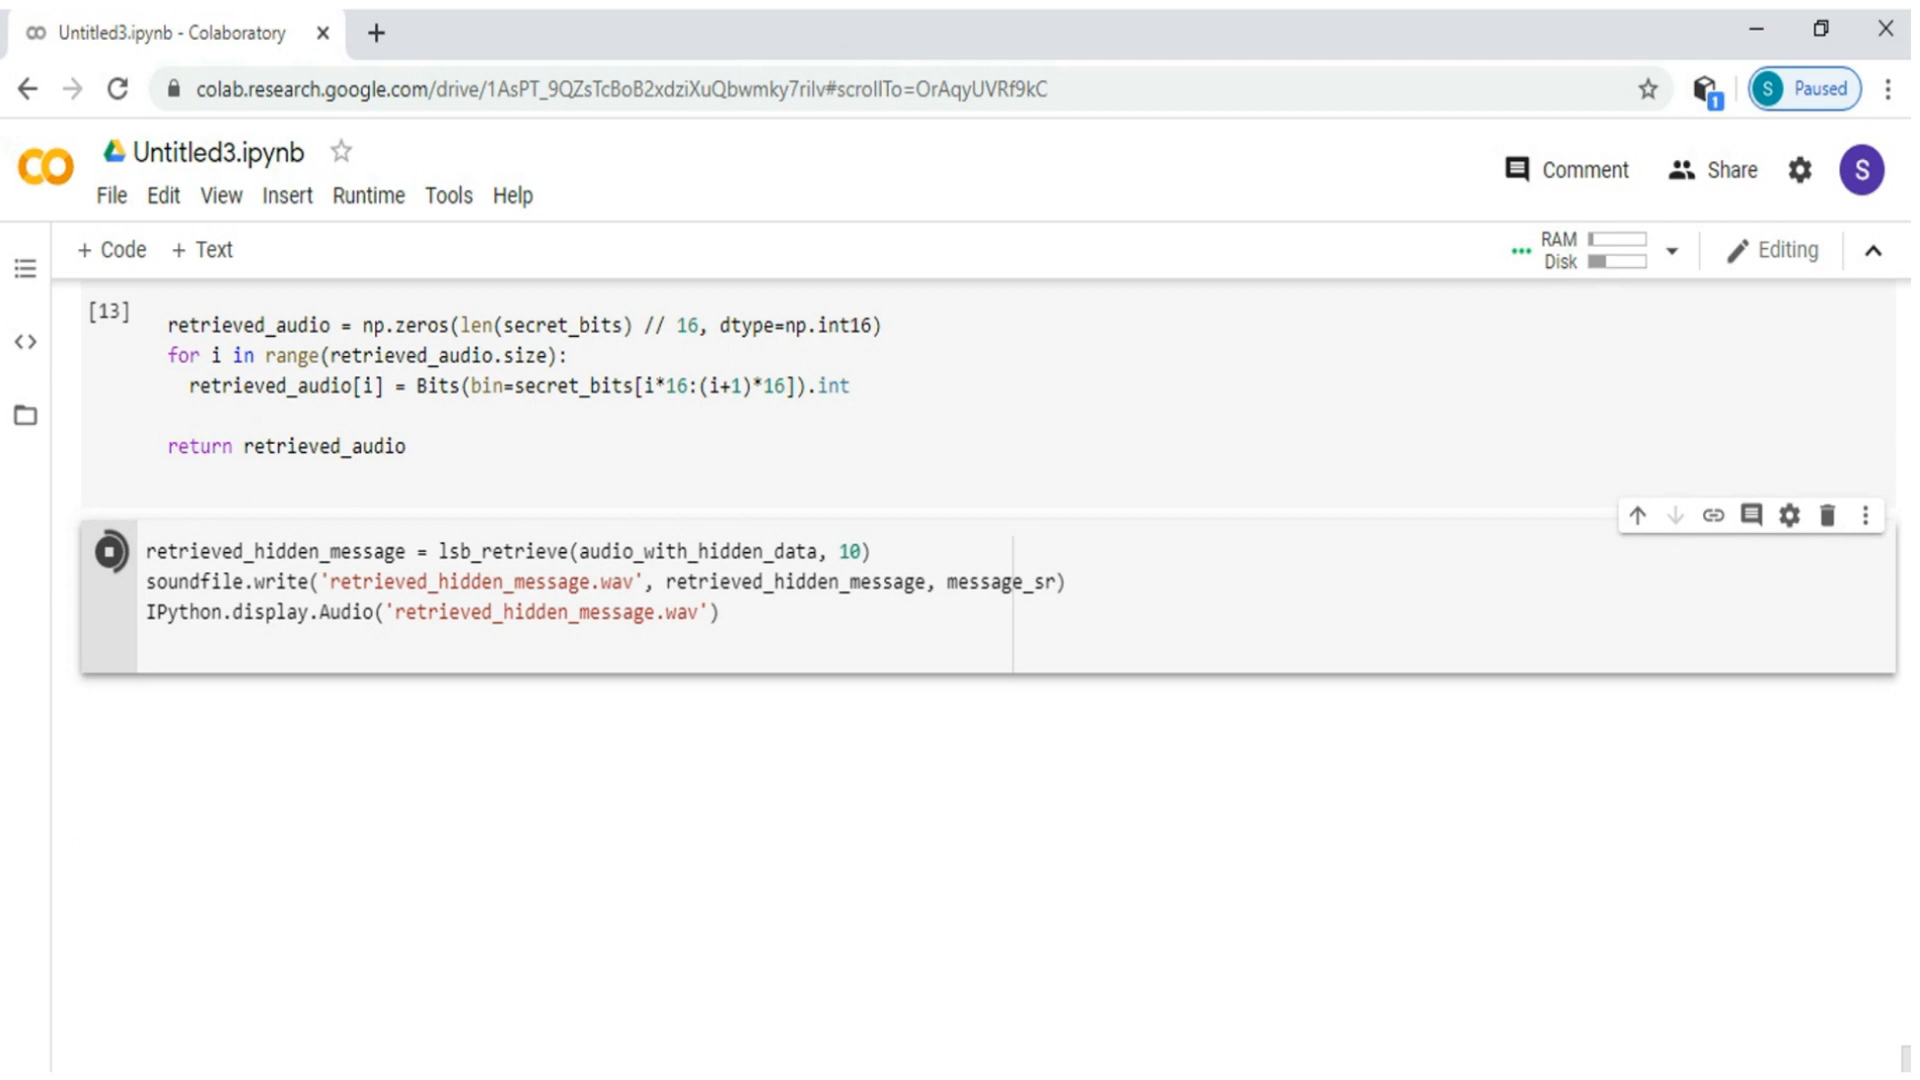 Untitled3.ipynb - Colaboratory
colab.research.google.com/drive/1AsPT_9QZsTcBoB2xdziXuQbwmky7rilv#scrollTo=OrAqyUVRf9kC
1
S
Paused
CO
Untitled3.ipynb
File Edit View Insert Runtime Tools Help
Comment
Share
S
+ Code + Text
RAM
Disk
Editing
[13]
retrieved_audio = np.zeros(len(secret_bits) // 16, dtype=np.int16)
for i in range(retrieved_audio.size):
retrieved_audio[i] = Bits(bin=secret_bits[i*16:(i+1)*16]).int
return retrieved_audio
retrieved_hidden_message = lsb_retrieve(audio_with_hidden_data, 10)
soundfile.write('retrieved_hidden_message.wav', retrieved_hidden_message, message_sr)
IPython.display.Audio('retrieved_hidden_message.wav')